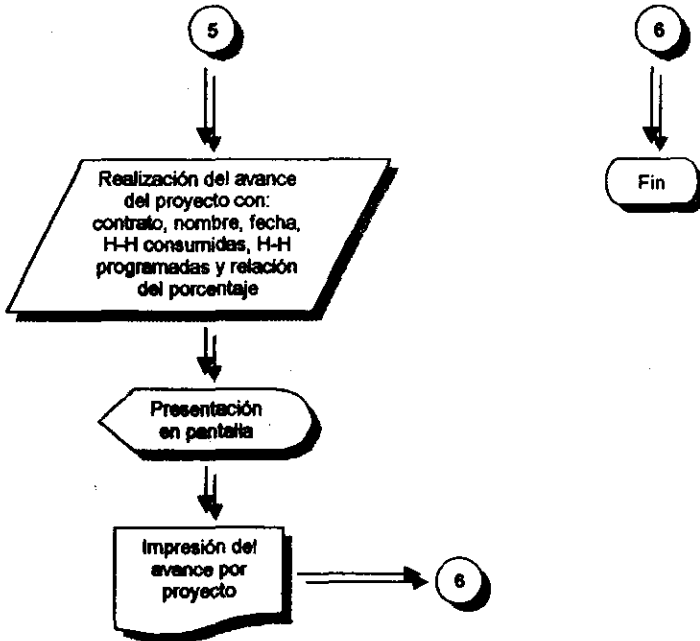 5
Realización del avance
del proyecto con:
contrato, nombre, fecha,
H-H consumidas, H-H
programadas y relación
del porcentaje
Presentación
en pantalla
Impresión del
avance por
proyecto
6
6
Fin